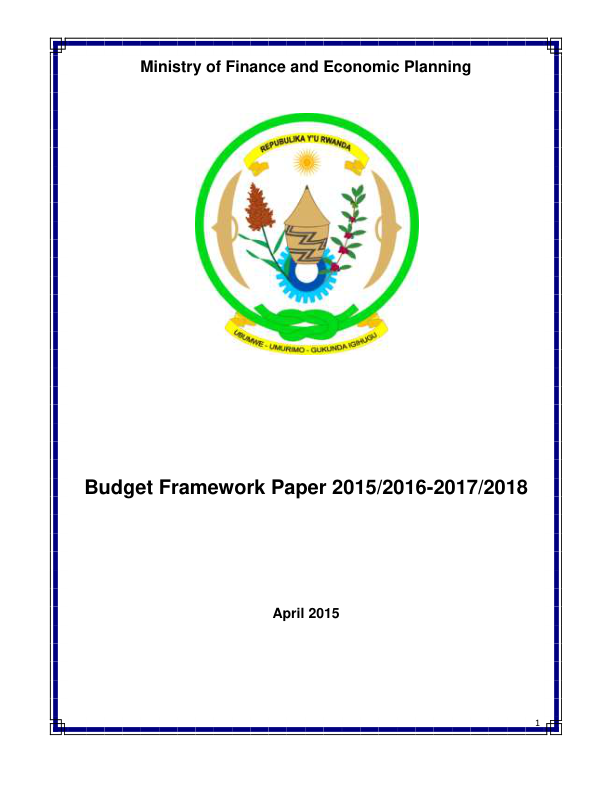 Ministry of Finance and Economic Planning
REPUBULIKA Y'U RWANDA
UBUMWE - UMURIMO - GUKUNDA IGIHUGU
Budget Framework Paper 2015/2016-2017/2018
April 2015
1